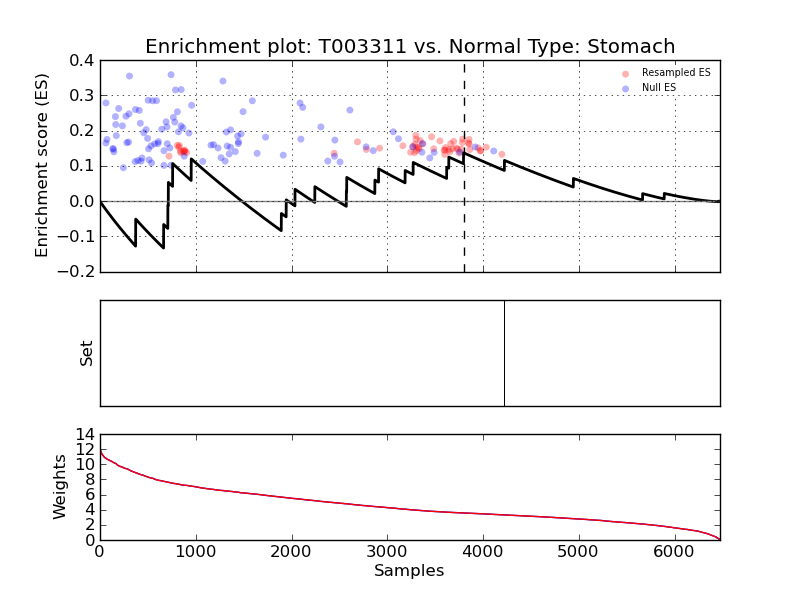 Enrichment plot: T003311 vs. Normal Type: Stomach
Enrichment score (ES)
0.4
0.3
0.2
0.1
0.0
−0.1
−0.2
Resampled ES
Null ES
Set
Weights
14
12
10
8
6
4
2
0
0 1000 2000 3000 4000 5000 6000
Samples